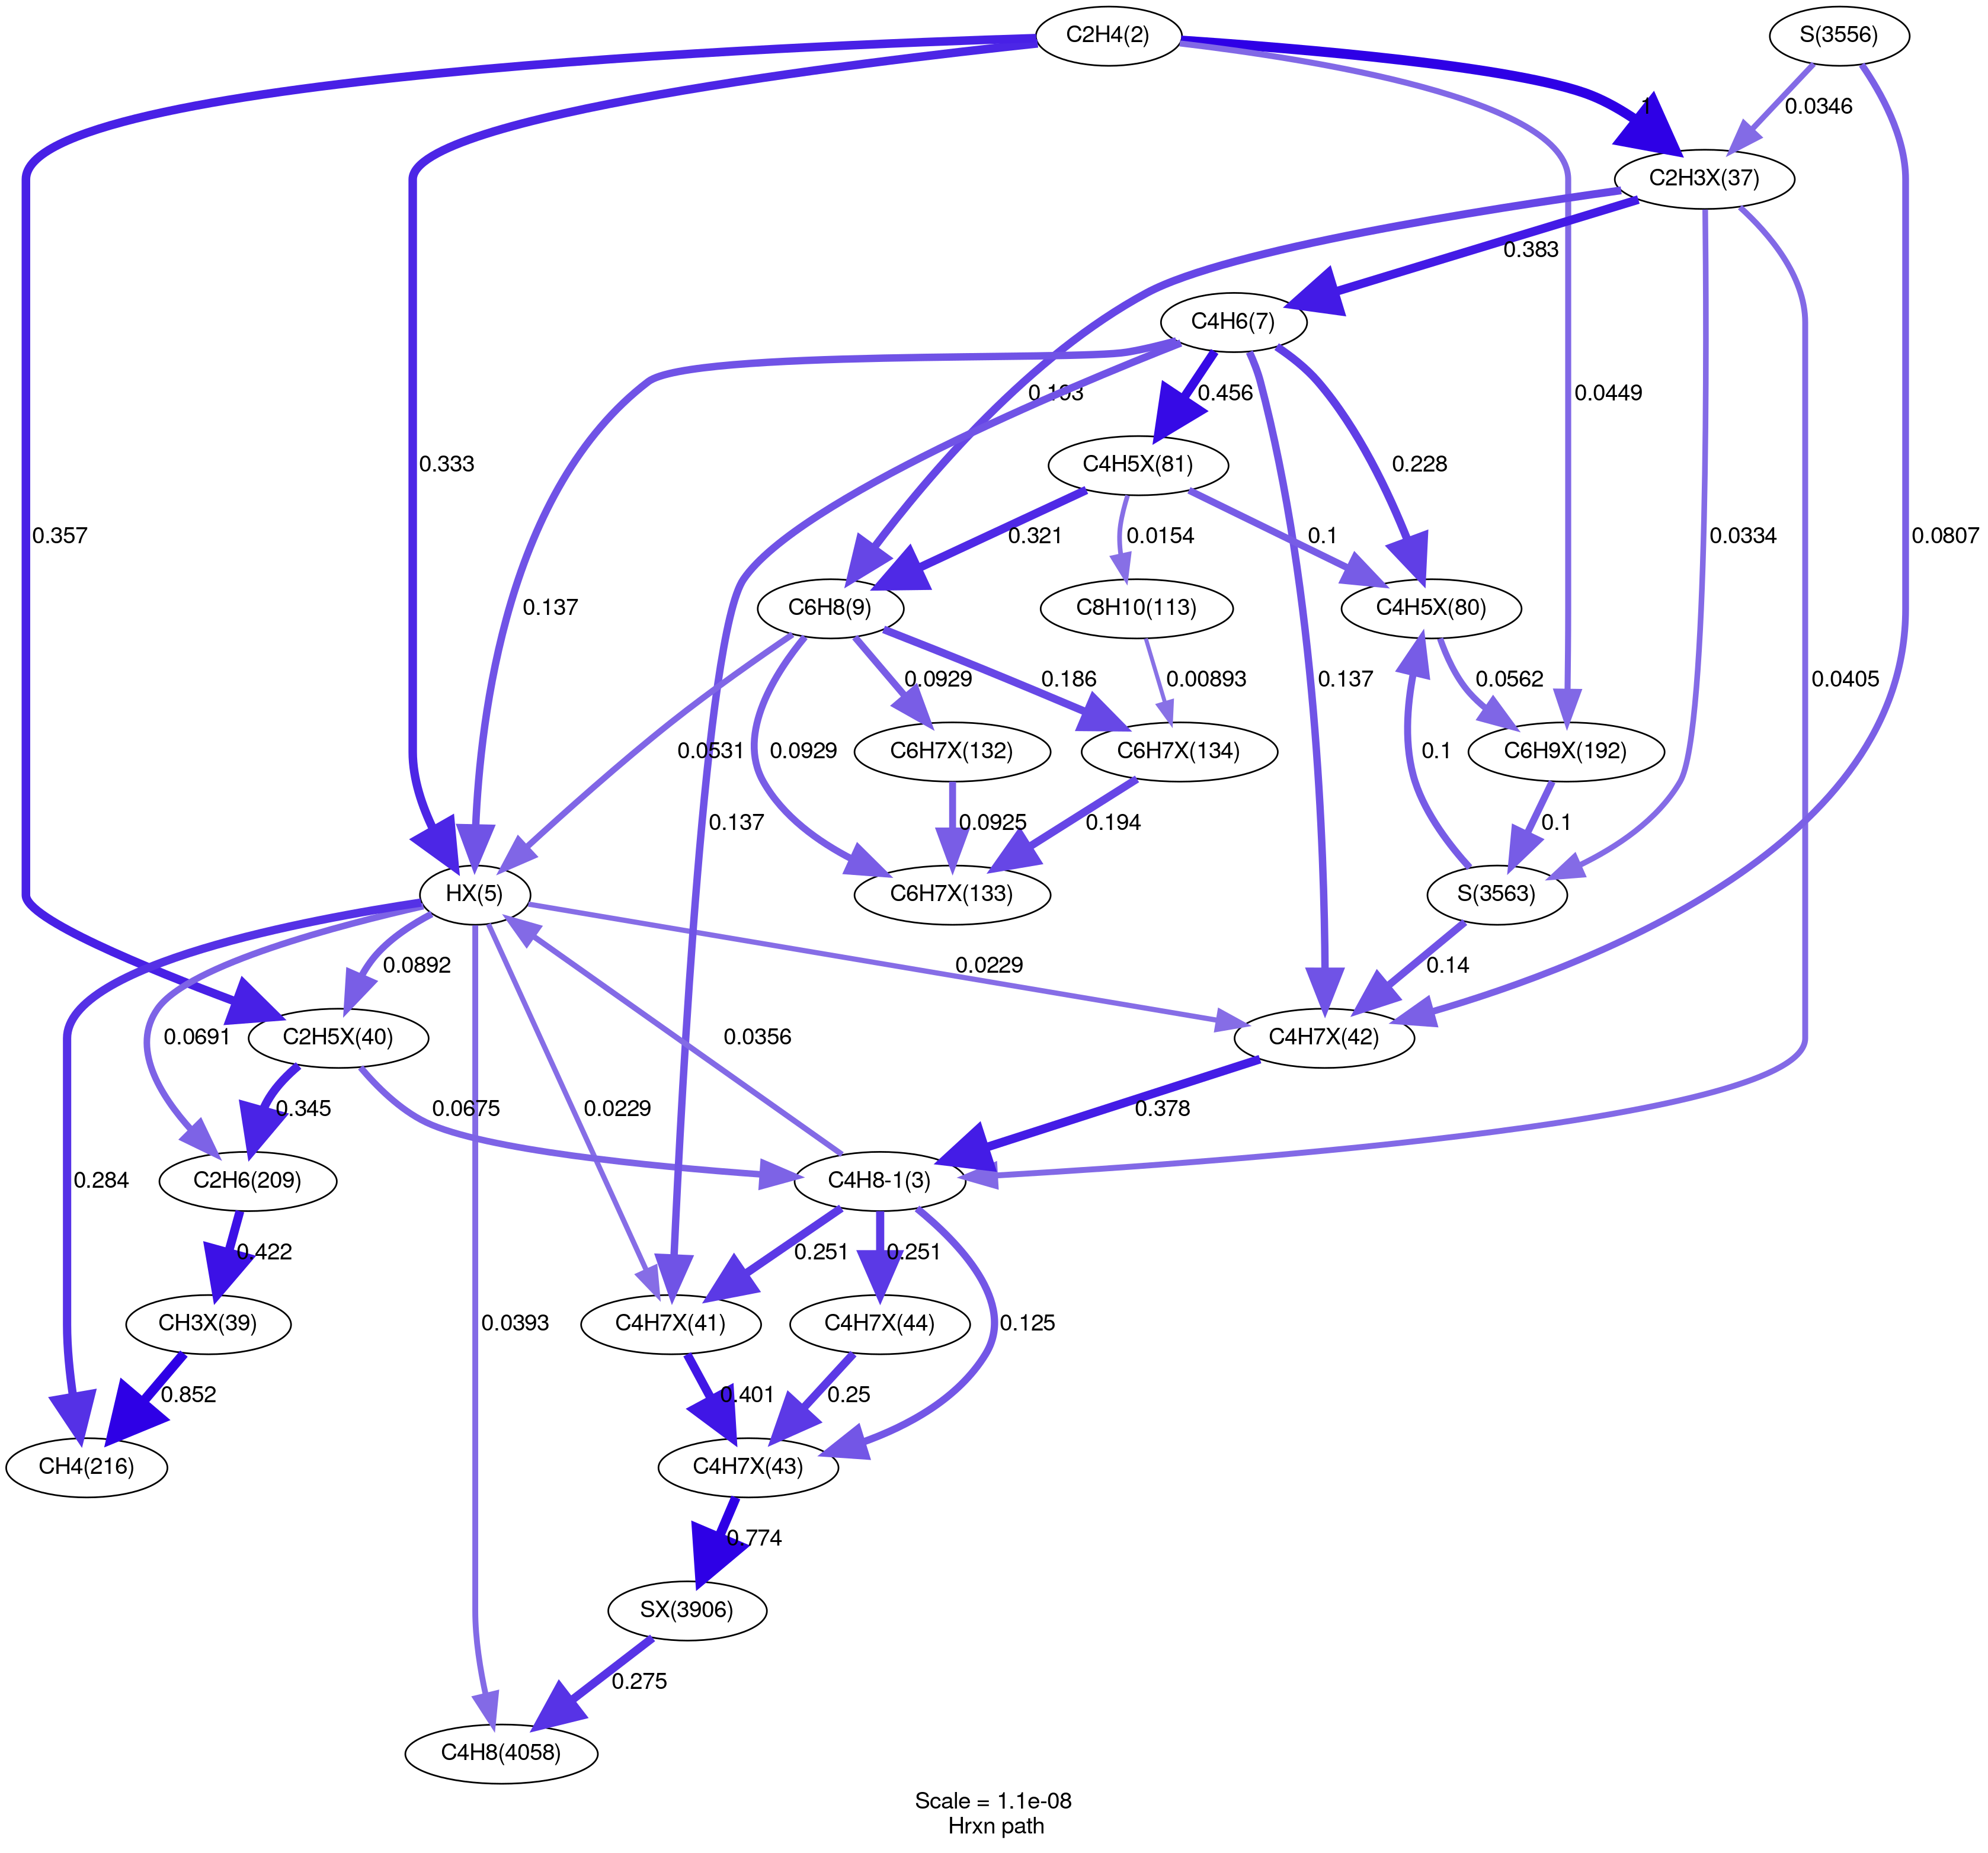 C2H4(2)
S(3556)
1
0.0346
C2H3X(37)
0.383
C4H6(7)
0.193
0.456
0.228
0.0449
0.333
C4H5X(81)
0.357
0.321
0.0154
0.1
0.0334
0.0807
C6H8(9)
C8H10(113)
C4H5X(80)
0.137
0.0929
0.186
0.00893
0.137
0.0562
0.0405
0.0531
0.0929
C6H7X(132)
C6H7X(134)
0.1
C6H9X(192)
0.137
0.0925
0.194
0.1
HX(5)
C6H7X(133)
S(3563)
0.0892
0.0229
0.14
0.0691
C2H5X(40)
0.0356
C4H7X(42)
0.345
0.0675
0.0229
0.378
0.284
C2H6(209)
C4H8-1(3)
0.422
0.251
0.251
CH3X(39)
0.0393
C4H7X(41)
C4H7X(44)
0.125
0.852
0.401
0.25
CH4(216)
C4H7X(43)
0.774
SX(3906)
0.275
C4H8(4058)
Scale = 1.1e-08
Hrxn path